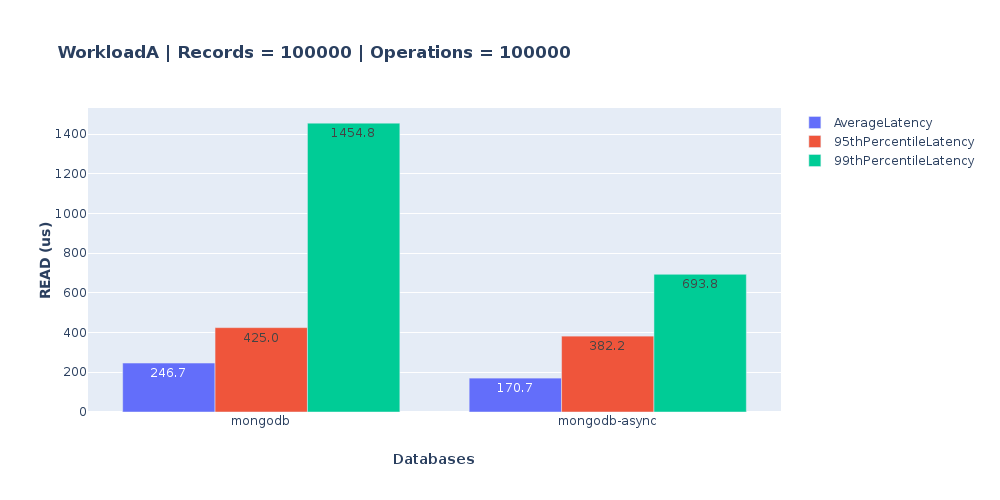 WorkloadA | Records = 100000 | Operations = 100000
READ (us)
1400
1200
1000
800
600
400
200
0
246.7
425.0
1454.8
170.7
382.2
693.8
mongodb
mongodb-async
Databases
AverageLatency
95thPercentileLatency
99thPercentileLatency